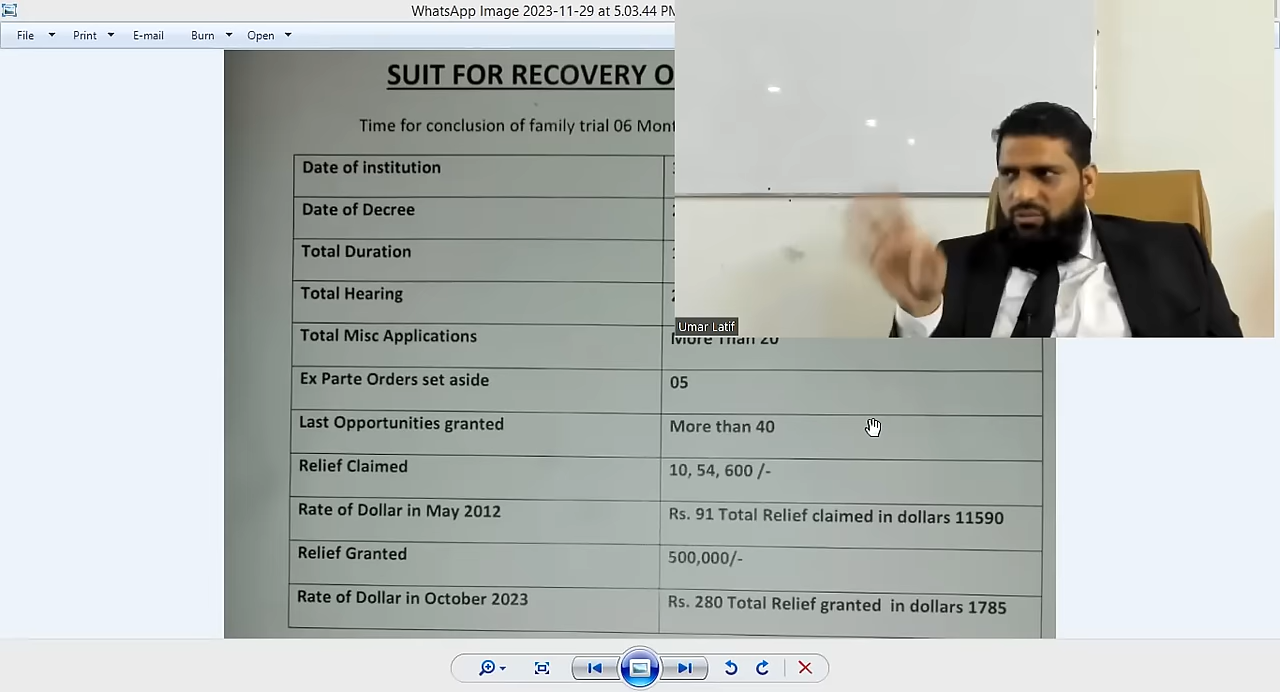 WhatsApp Image 2023-11-29 at 5.03.44 PM
File Print E-mail Burn Open
SUIT FOR RECOVERY O
Time for conclusion of family trial 06 Mont
Date of institution
Date of Decree
Total Duration
Total Hearing
Umar Latif
Total Misc Applications More Than 20
Ex Parte Orders set aside 05
Last Opportunities granted More than 40
Relief Claimed 10, 54, 600 /-
Rate of Dollar in May 2012 Rs. 91 Total Relief claimed in dollars 11590
Relief Granted 500,000/-
Rate of Dollar in October 2023 Rs. 280 Total Relief granted in dollars 1785